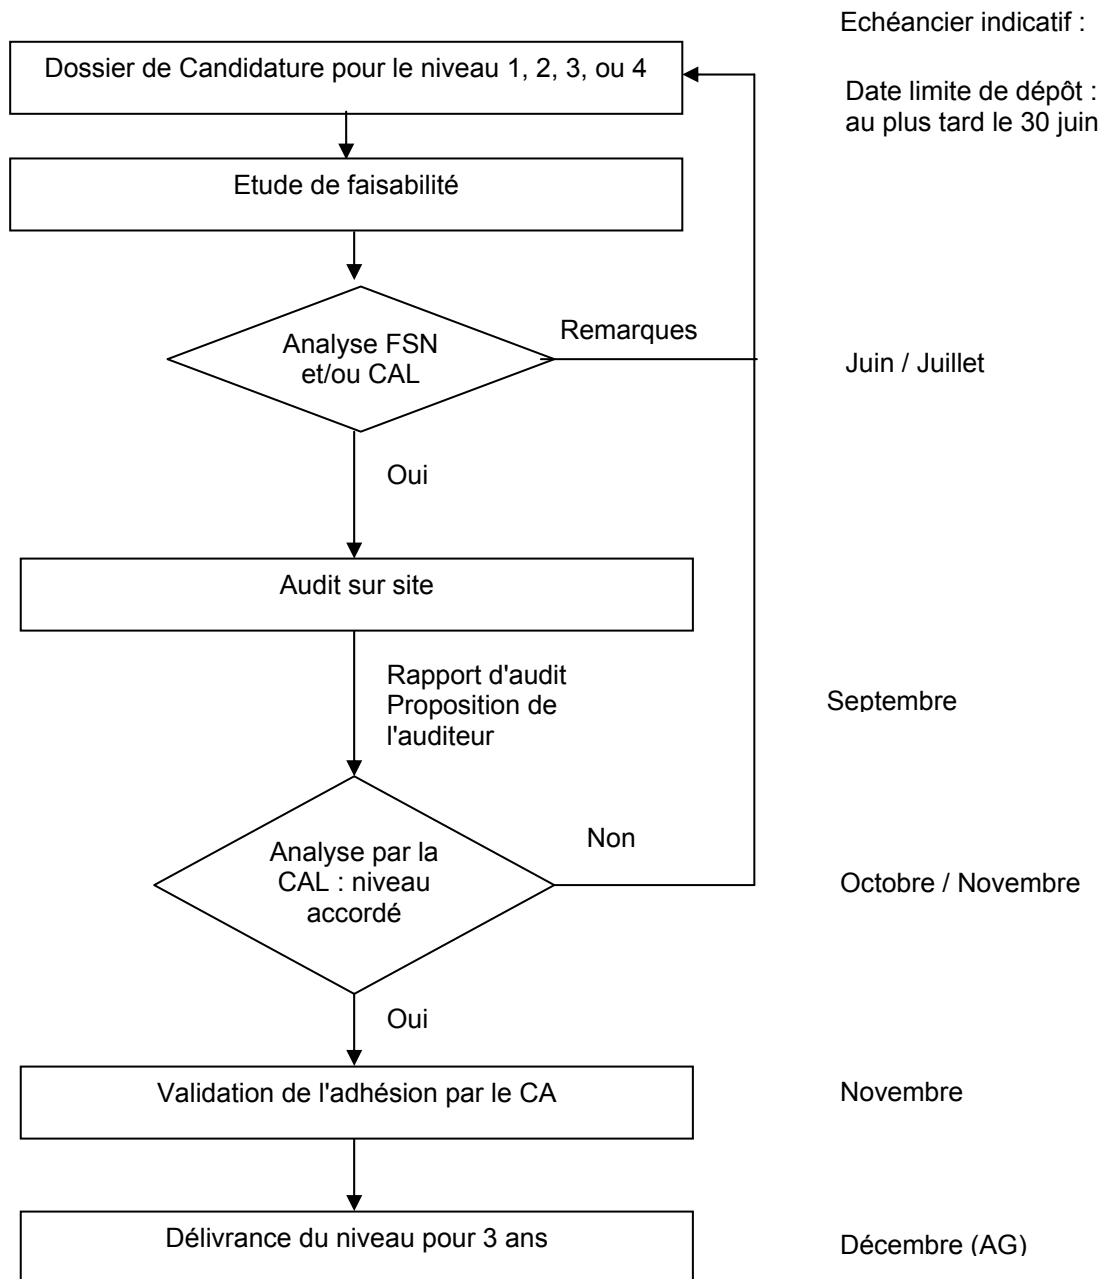 Echéancier indicatif :
Dossier de Candidature pour le niveau 1, 2, 3, ou 4
Date limite de dépôt :
au plus tard le 30 juin
Etude de faisabilité
Analyse FSN
et/ou CAL
Remarques
Juin / Juillet
Oui
Audit sur site
Rapport d'audit
Proposition de
l'auditeur
Septembre
Analyse par la
CAL : niveau
accordé
Non
Octobre / Novembre
Oui
Validation de l'adhésion par le CA
Novembre
Délivrance du niveau pour 3 ans
Décembre (AG)